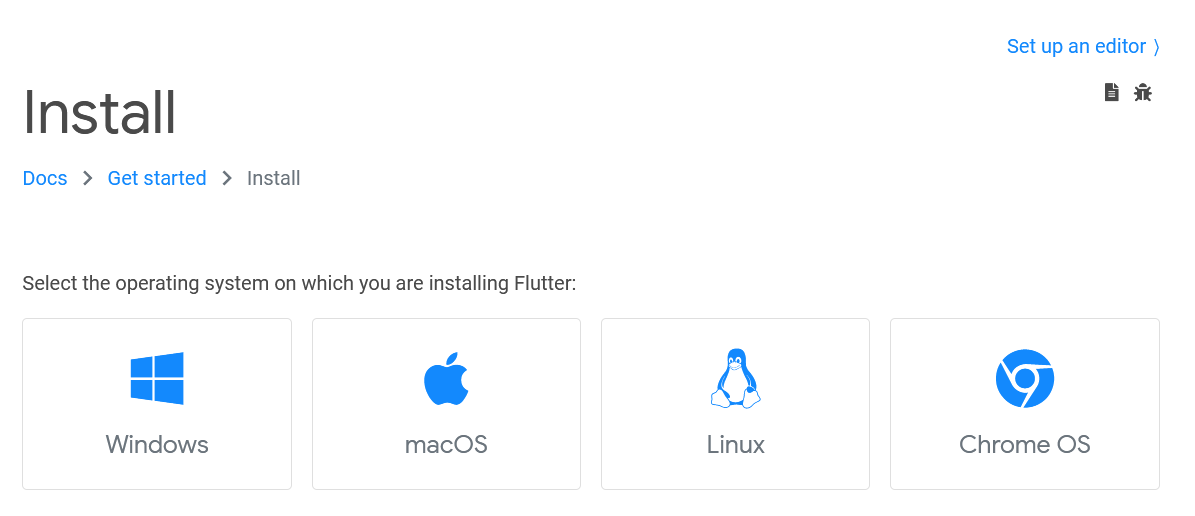 Set up an editor ⟩
Install
Docs > Get started > Install
Select the operating system on which you are installing Flutter:
Windows macOS Linux Chrome OS